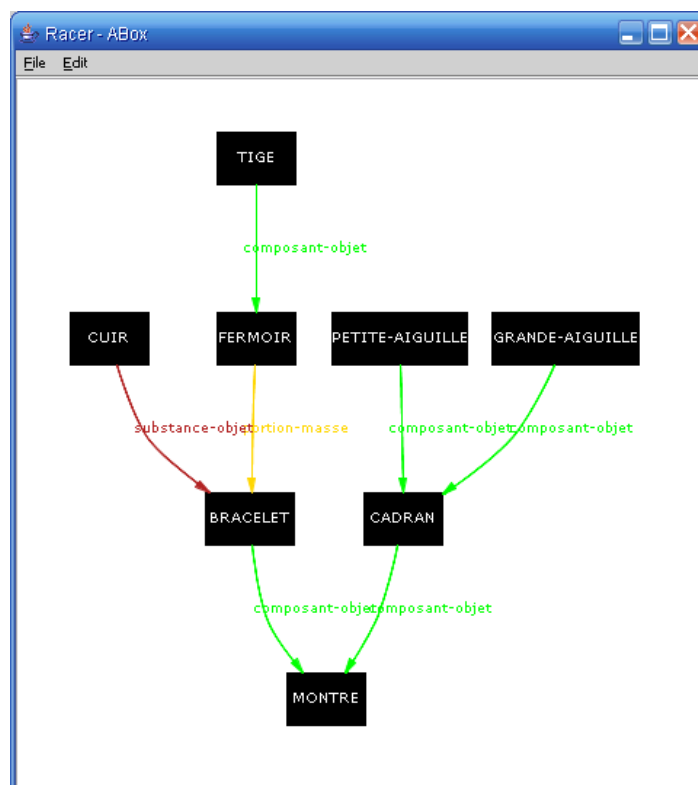 Racer - ABox
File Edit
TIGE
composant-objet
CUIR FERMOIR PETITE-AIGUILLE GRANDE-AIGUILLE
substance-objet portion-masse composant-objet composant-objet
BRACELET CADRAN
composant-objet composant-objet
MONTRE